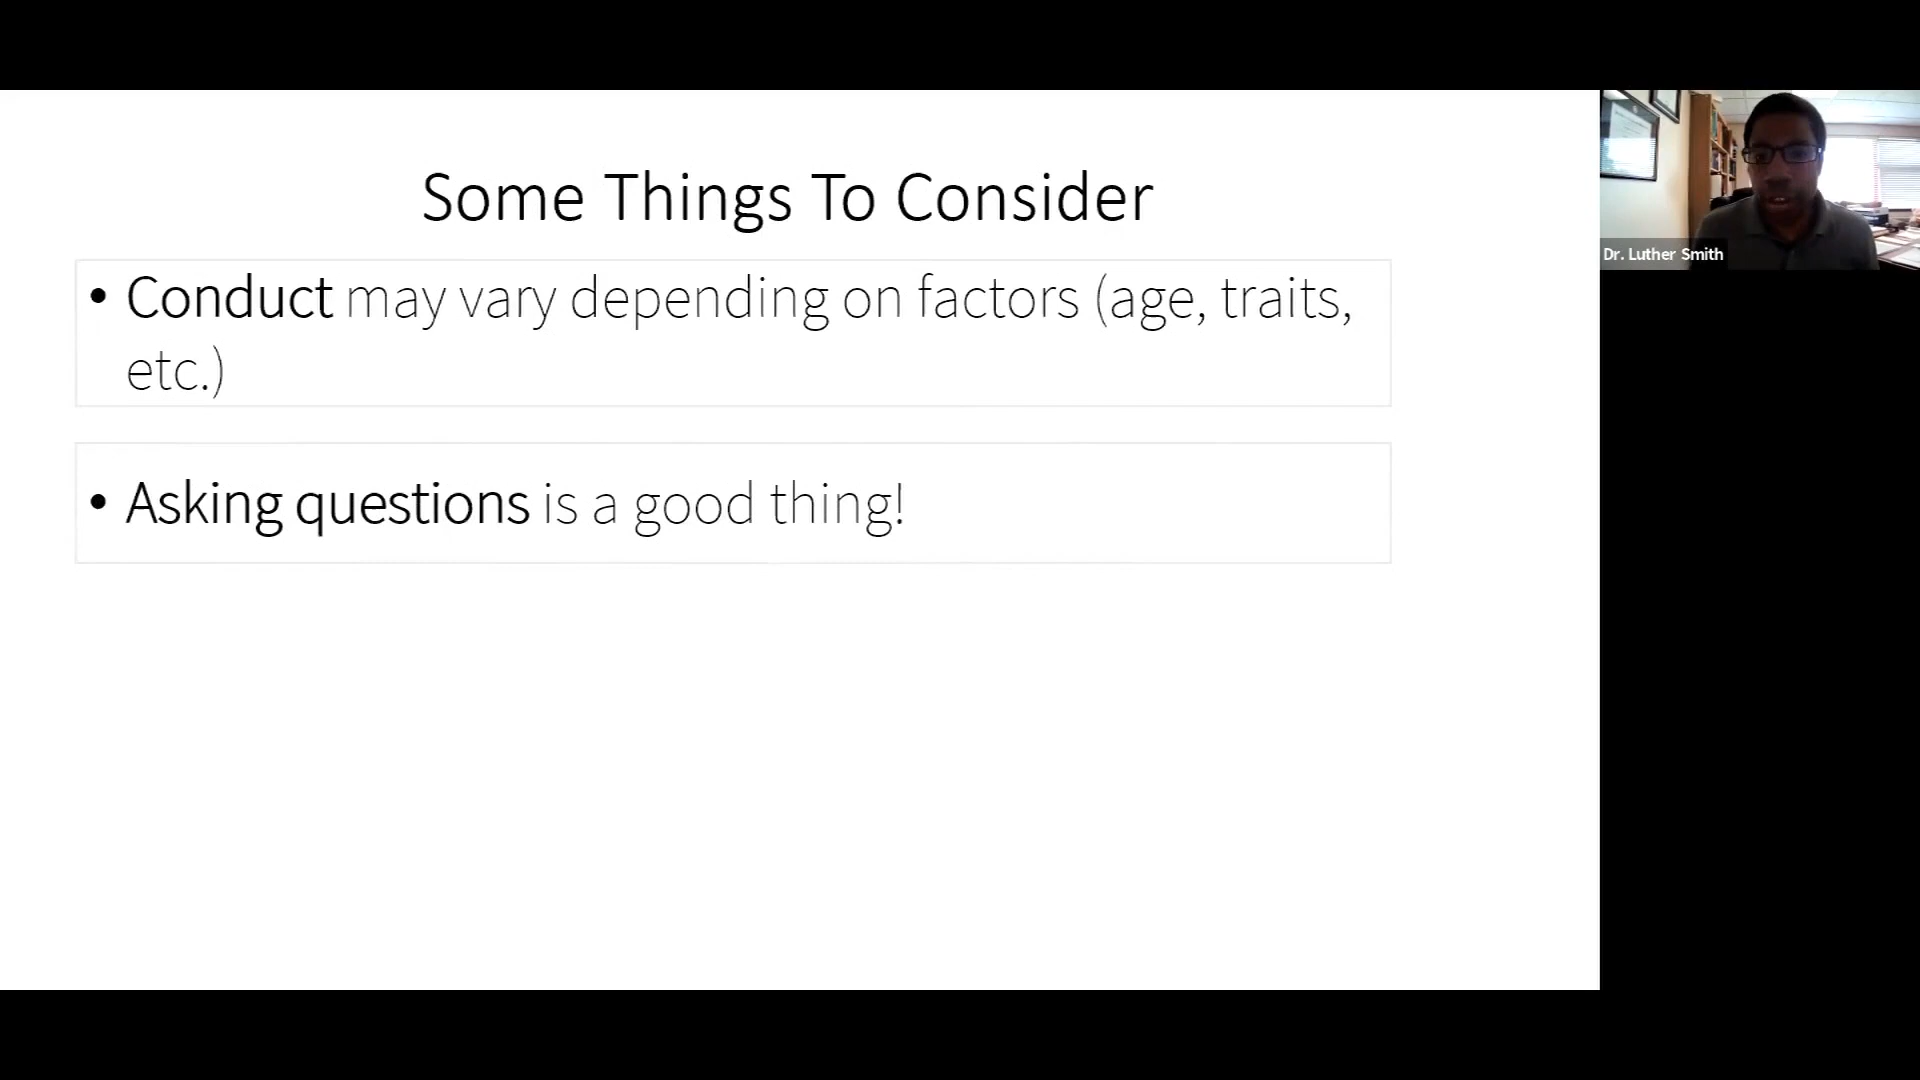 Some Things To Consider
• Conduct may vary depending on factors (age, traits,
etc.)
• Asking questions is a good thing!
Dr. Luther Smith